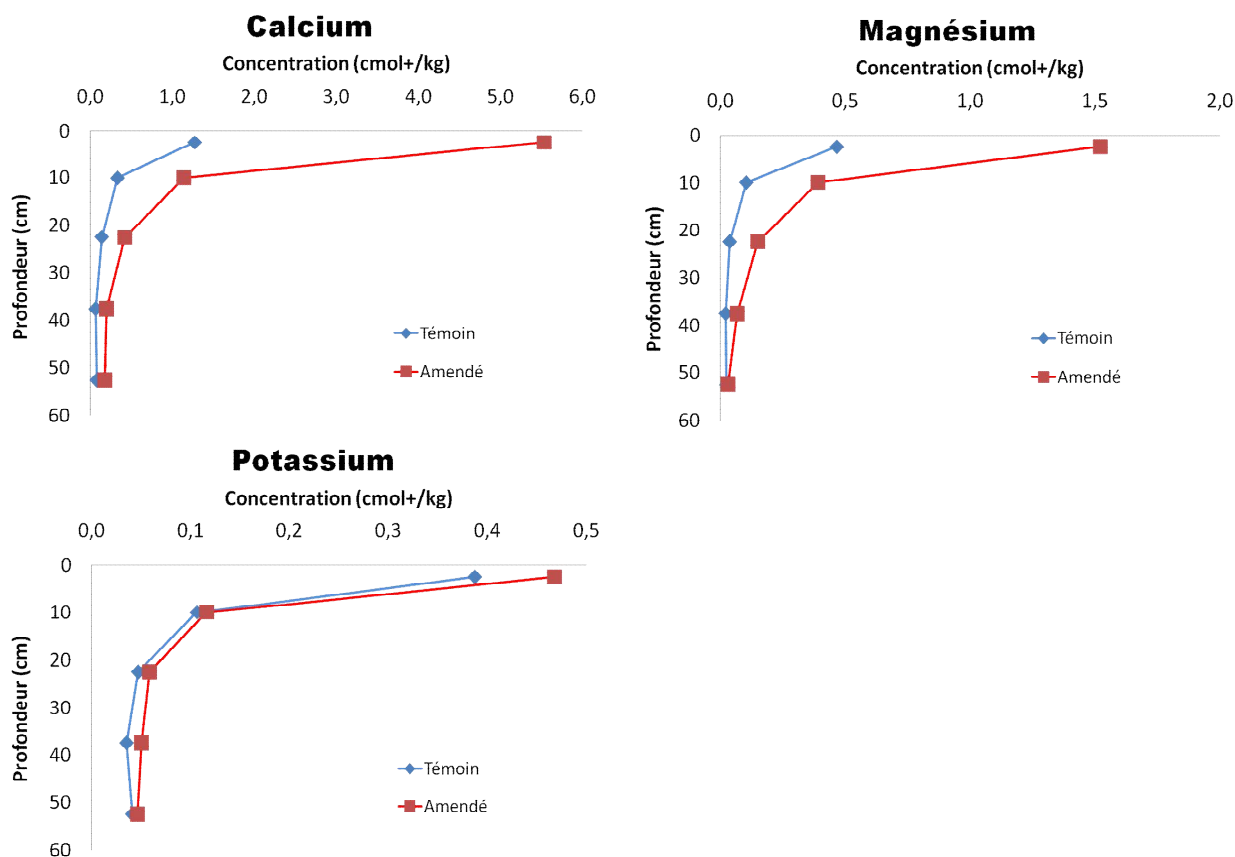 Calcium
Concentration (cmol+/kg)
0,0 1,0 2,0 3,0 4,0 5,0 6,0
0
10
20
30
40
50
60
Profondeur (cm)
Témoin
Amendé
Magnésium
Concentration (cmol+/kg)
0,0 0,5 1,0 1,5 2,0
0
10
20
30
40
50
60
Profondeur (cm)
Témoin
Amendé
Potassium
Concentration (cmol+/kg)
0,0 0,1 0,2 0,3 0,4 0,5
0
10
20
30
40
50
60
Profondeur (cm)
Témoin
Amendé